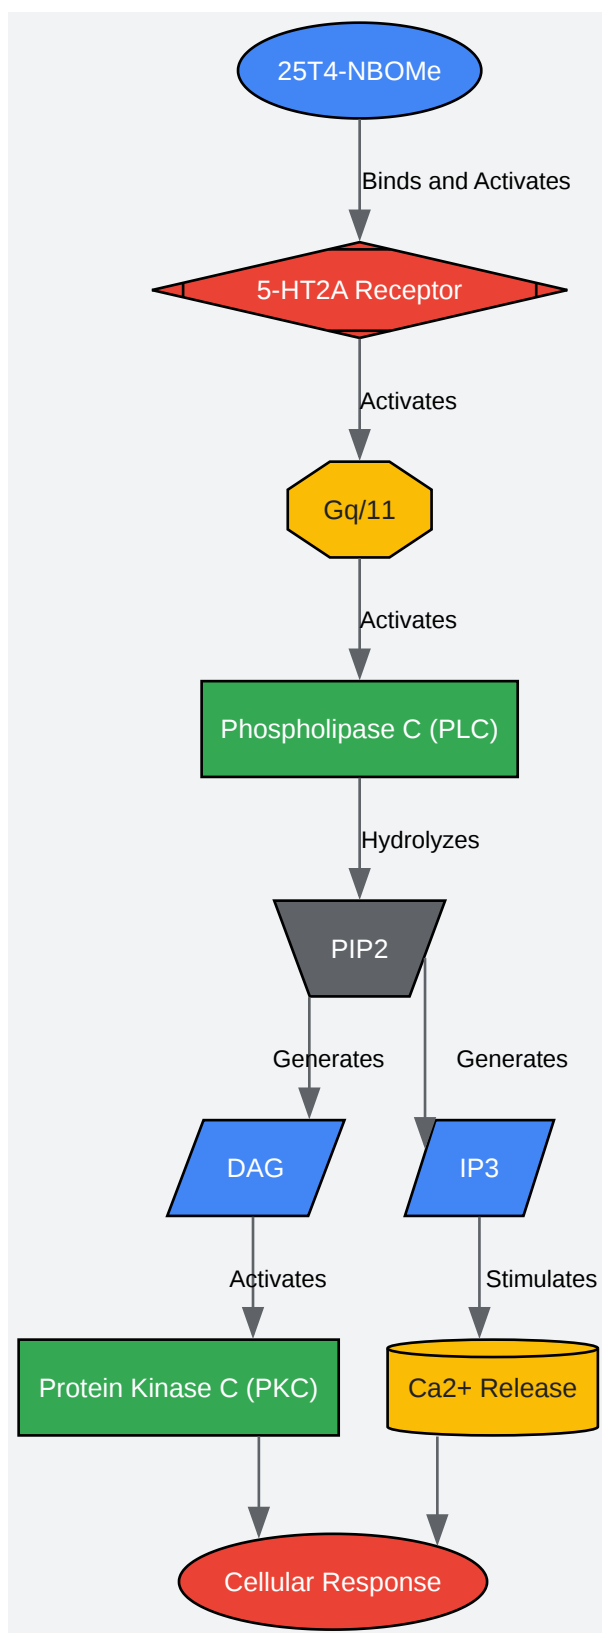 25T4-NBOMe
Binds and Activates
5-HT2A Receptor
Activates
Gq/11
Activates
Phospholipase C (PLC)
Hydrolyzes
PIP2
Generates
Generates
DAG
IP3
Activates
Stimulates
Protein Kinase C (PKC)
Ca2+ Release
Cellular Response